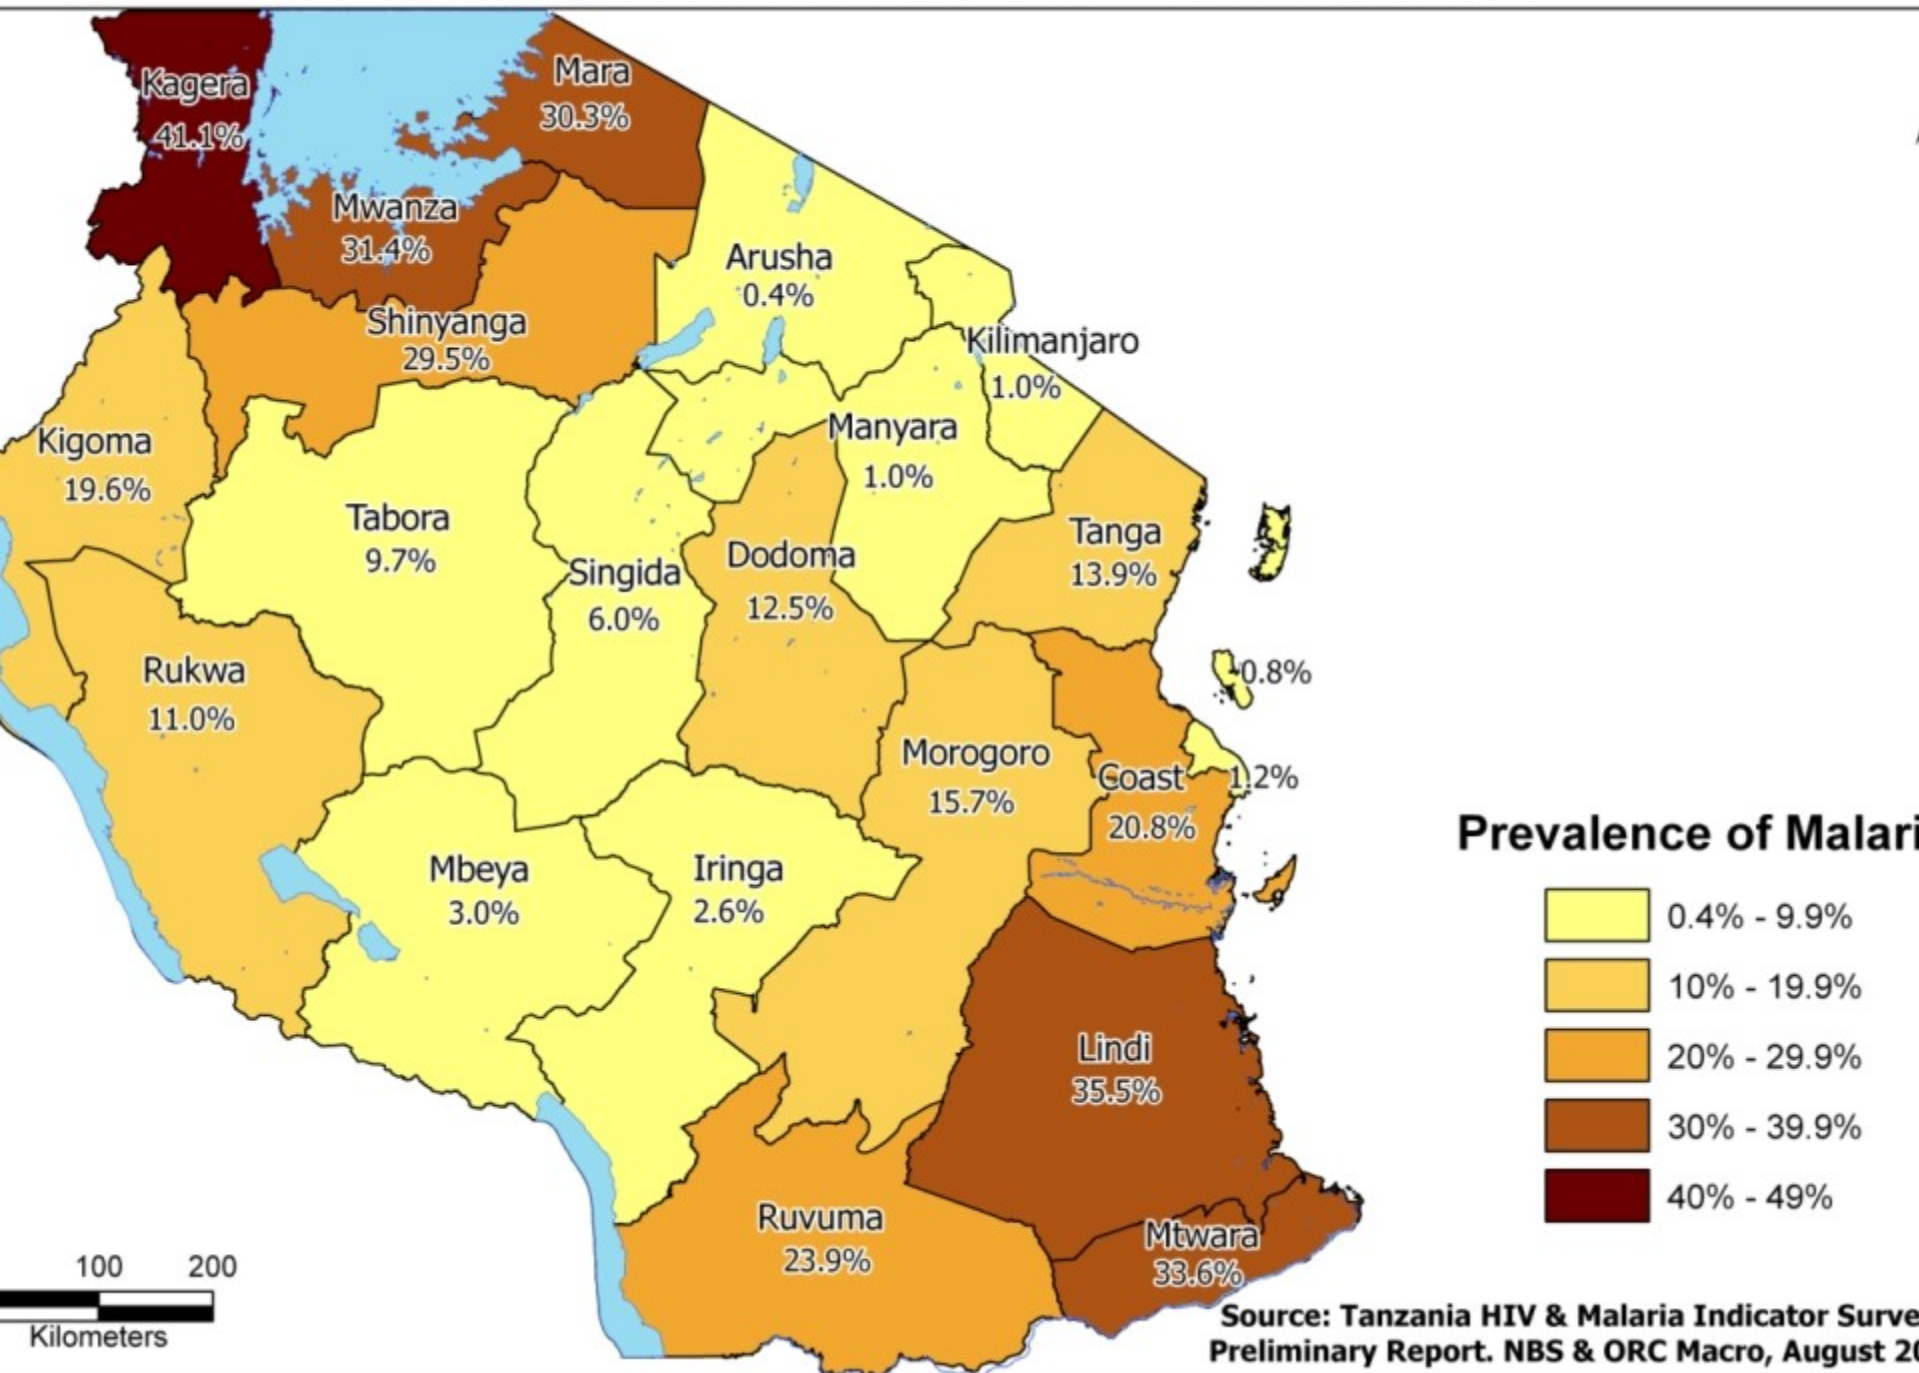 Kagera
41.1%
Mara
30.3%
Mwanza
31.4%
Arusha
0.4%
Shinyanga
29.5%
Kilimanjaro
1.0%
Kigoma
19.6%
Manyara
1.0%
Tabora
9.7%
Singida
6.0%
Dodoma
12.5%
Tanga
13.9%
Rukwa
11.0%
0.8%
Morogoro
15.7%
Coast
20.8%
1.2%
Mbeya
3.0%
Iringa
2.6%
Lindi
35.5%
Ruvuma
23.9%
Mtwara
33.6%
Prevalence of Malari
0.4% - 9.9%
10% - 19.9%
20% - 29.9%
30% - 39.9%
40% - 49%
100 200
Kilometers
Source: Tanzania HIV & Malaria Indicator Surve
Preliminary Report. NBS & ORC Macro, August 20